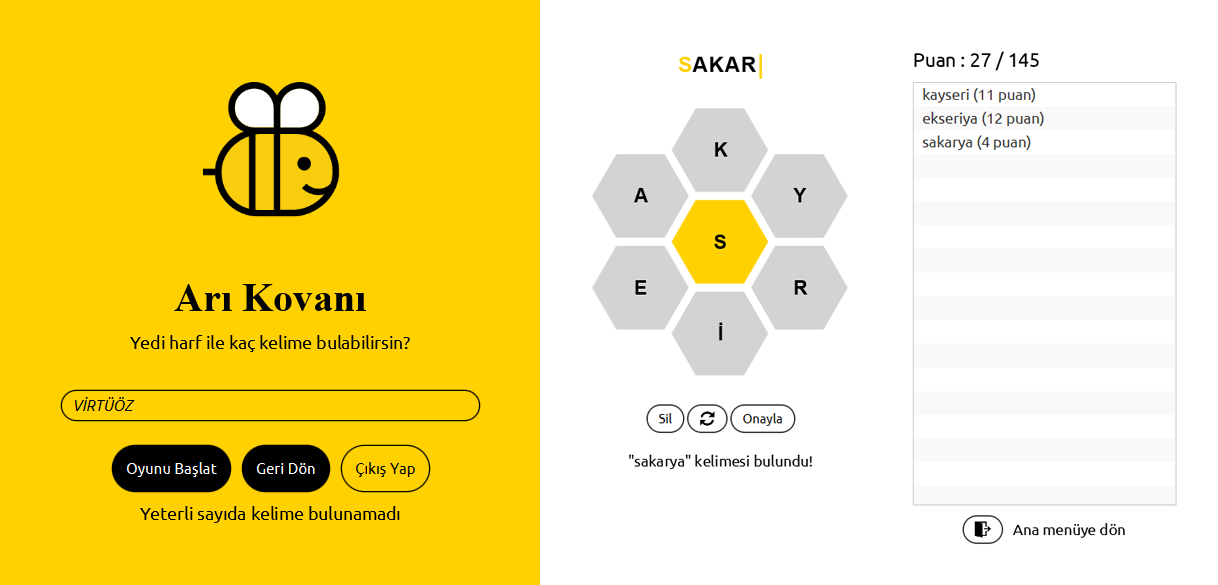 Arı Kovanı
Yedi harf ile kaç kelime bulabilirsin?
VİRTÜÖZ
Oyunu Başlat
Geri Dön
Çıkış Yap
Yeterli sayıda kelime bulunamadı
SAKAR
K
A
Y
S
E
R
İ
Sil
Onayla
"sakarya" kelimesi bulundu!
Puan : 27 / 145
kayseri (11 puan)
ekseriya (12 puan)
sakarya (4 puan)
Ana menüye dön